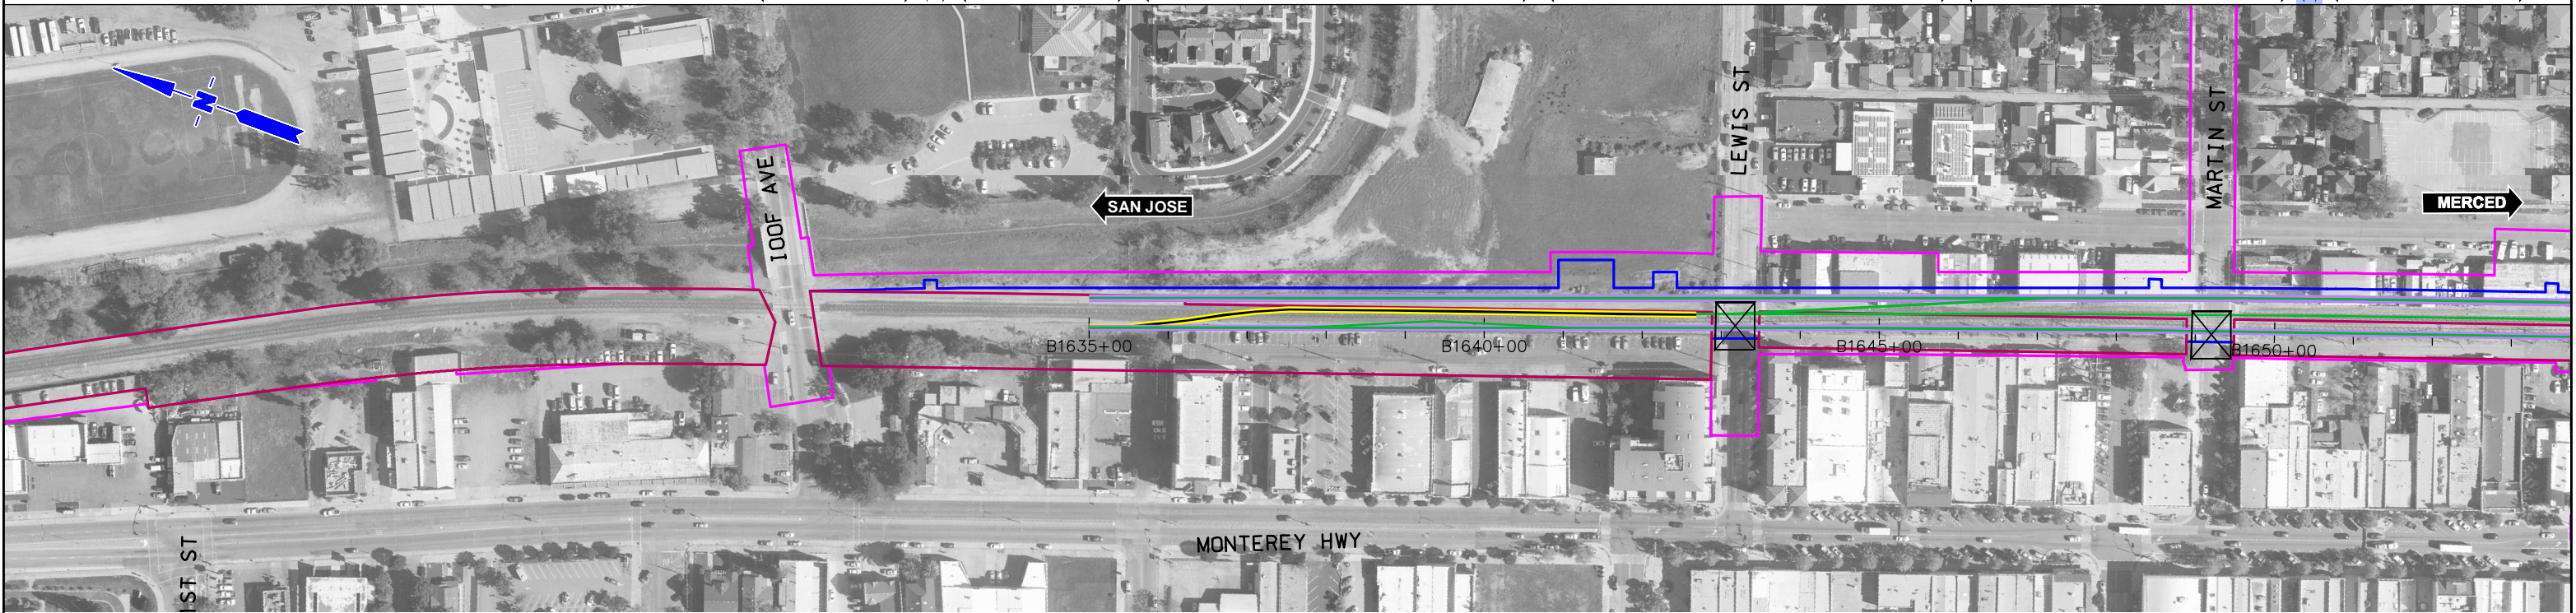 N
IOOF AVE
LEWIS ST
MARTIN ST
SAN JOSE
MERCED
B1635+00
B1640+00
B1645+00
B1650+00
MONTEREY HWY
IST ST